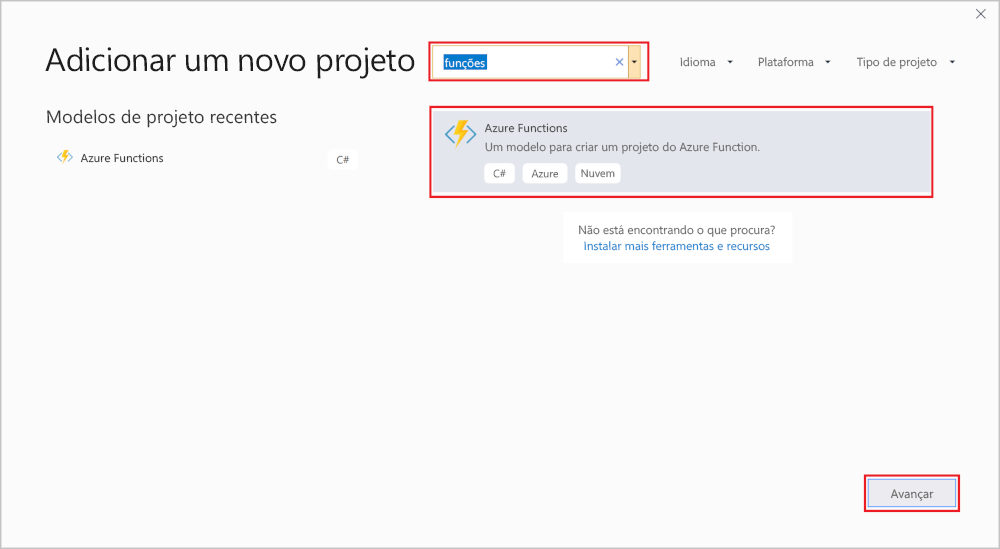 Adicionar um novo projeto
funções
Idioma
Plataforma
Tipo de projeto
Modelos de projeto recentes
Azure Functions
C#
Azure Functions
Um modelo para criar um projeto do Azure Function.
C#
Azure
Nuvem
Não está encontrando o que procura?
Instalar mais ferramentas e recursos
Avançar